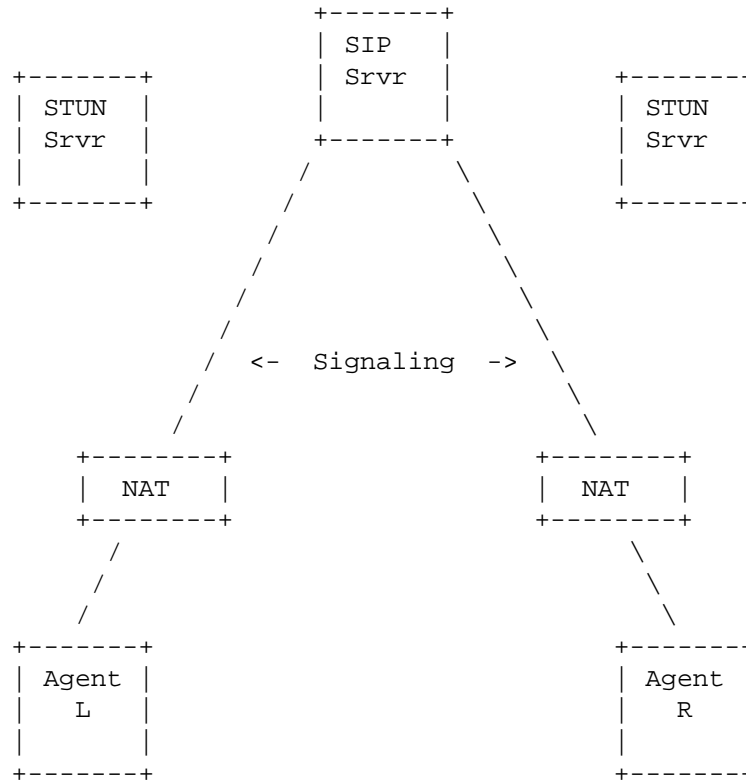 SIP
Srvr
STUN
Srvr
STUN
Srvr
<- Signaling ->
NAT
NAT
Agent
L
Agent
R